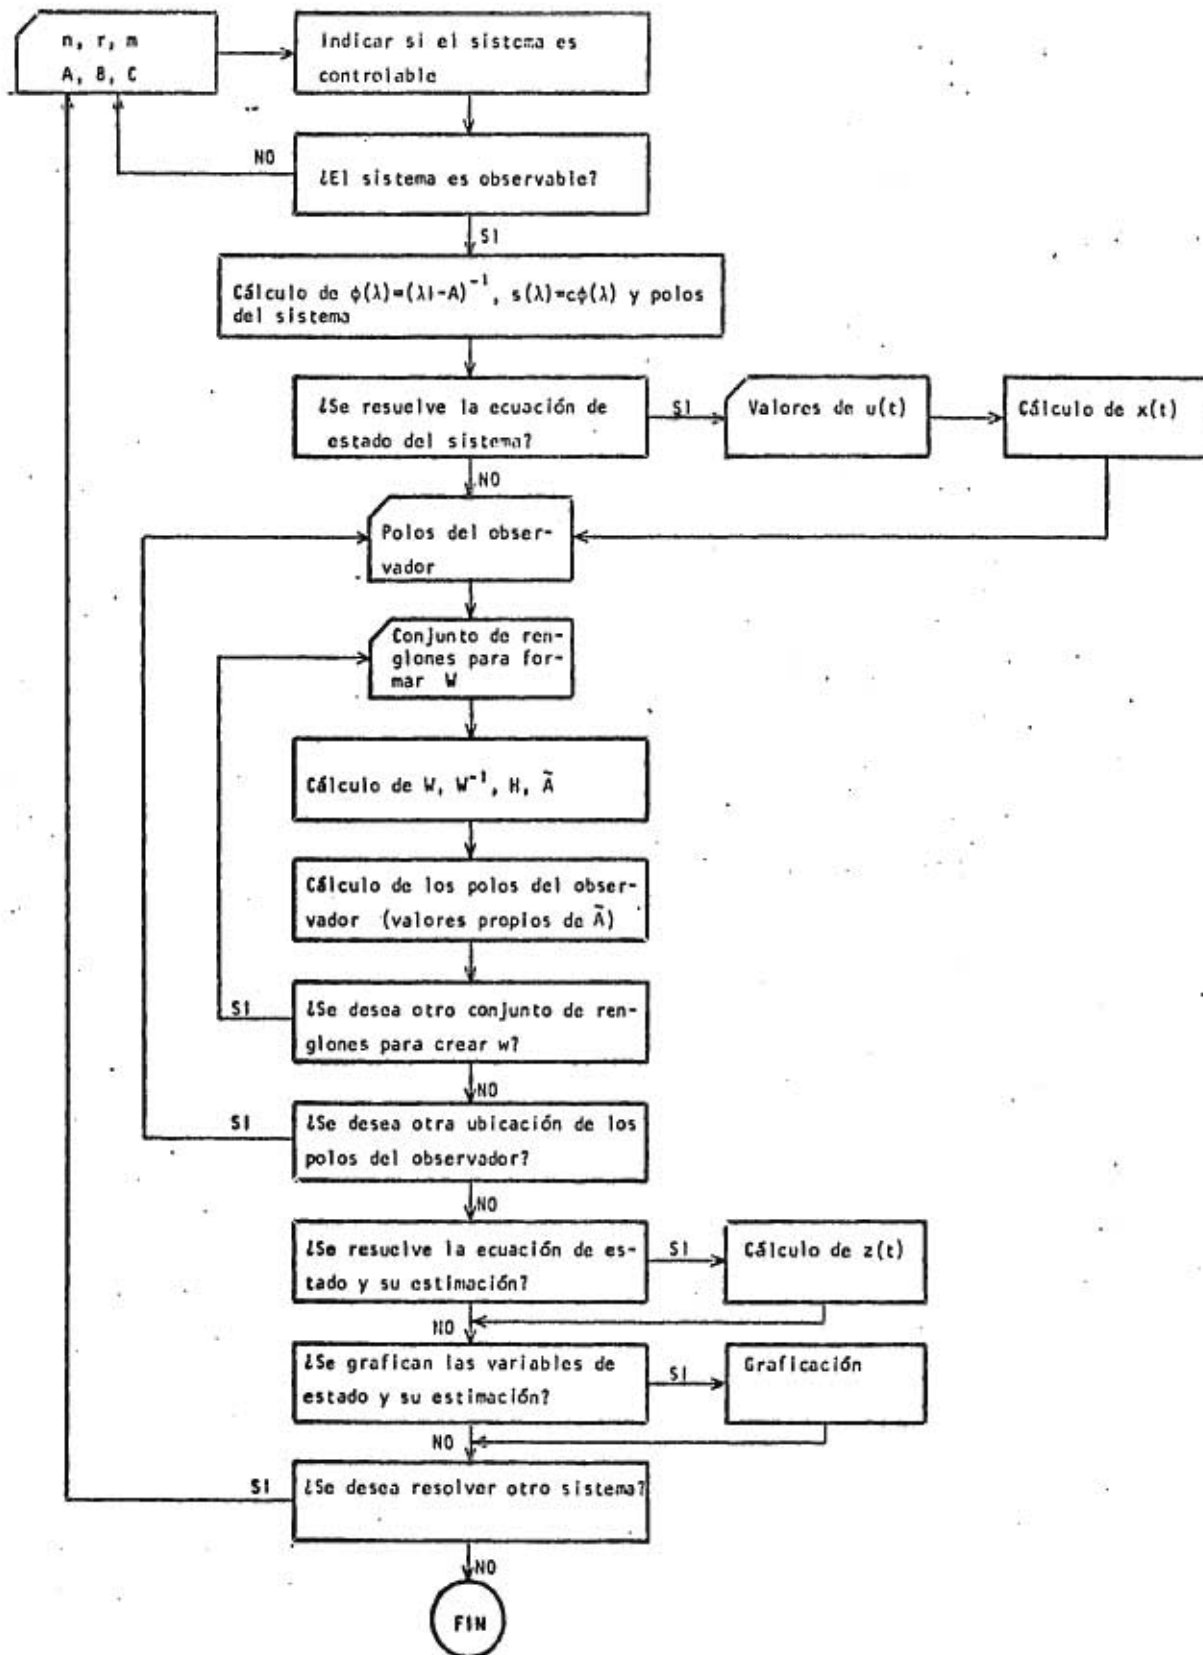 n, r, m
A, B, C
Indicar si el sistema es
controlable
NO
¿El sistema es observable?
SI
Cálculo de ϕ(λ)=(λI-A)⁻¹, s(λ)=cϕ(λ) y polos
del sistema
¿Se resuelve la ecuación de
estado del sistema?
SI
Valores de u(t)
Cálculo de x(t)
NO
Polos del obser-
vador
Conjunto de ren-
glones para for-
mar W
Cálculo de W, W⁻¹, H, Ã
Cálculo de los polos del obser-
vador (valores propios de Ã)
SI
¿Se desea otro conjunto de ren-
glones para crear w?
NO
SI
¿Se desea otra ubicación de los
polos del observador?
NO
¿Se resuelve la ecuación de es-
tado y su estimación?
SI
Cálculo de z(t)
NO
¿Se grafican las variables de
estado y su estimación?
SI
Graficación
NO
SI
¿Se desea resolver otro sistema?
NO
FIN